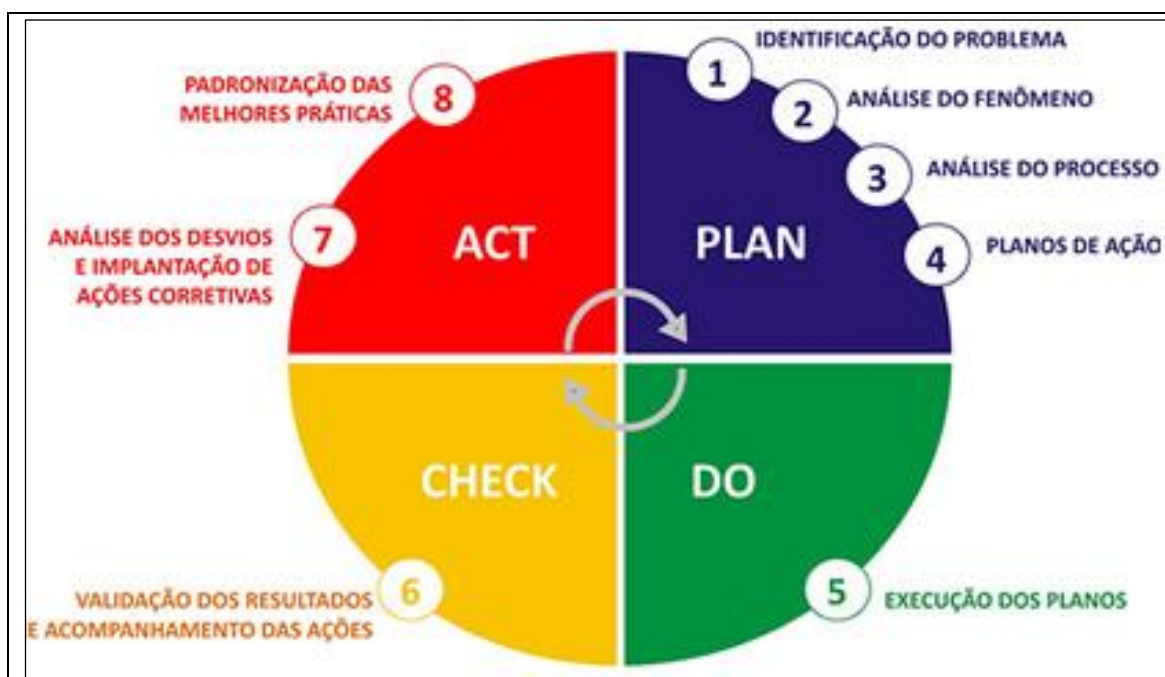 1
IDENTIFICAÇÃO DO PROBLEMA
2
ANÁLISE DO FENÔMENO
3
ANÁLISE DO PROCESSO
4
PLANOS DE AÇÃO
PLAN
DO
5
EXECUÇÃO DOS PLANOS
CHECK
6
VALIDAÇÃO DOS RESULTADOS
E ACOMPANHAMENTO DAS AÇÕES
ACT
7
ANÁLISE DOS DESVIOS
E IMPLANTAÇÃO DE
AÇÕES CORRETIVAS
8
PADRONIZAÇÃO DAS
MELHORES PRÁTICAS